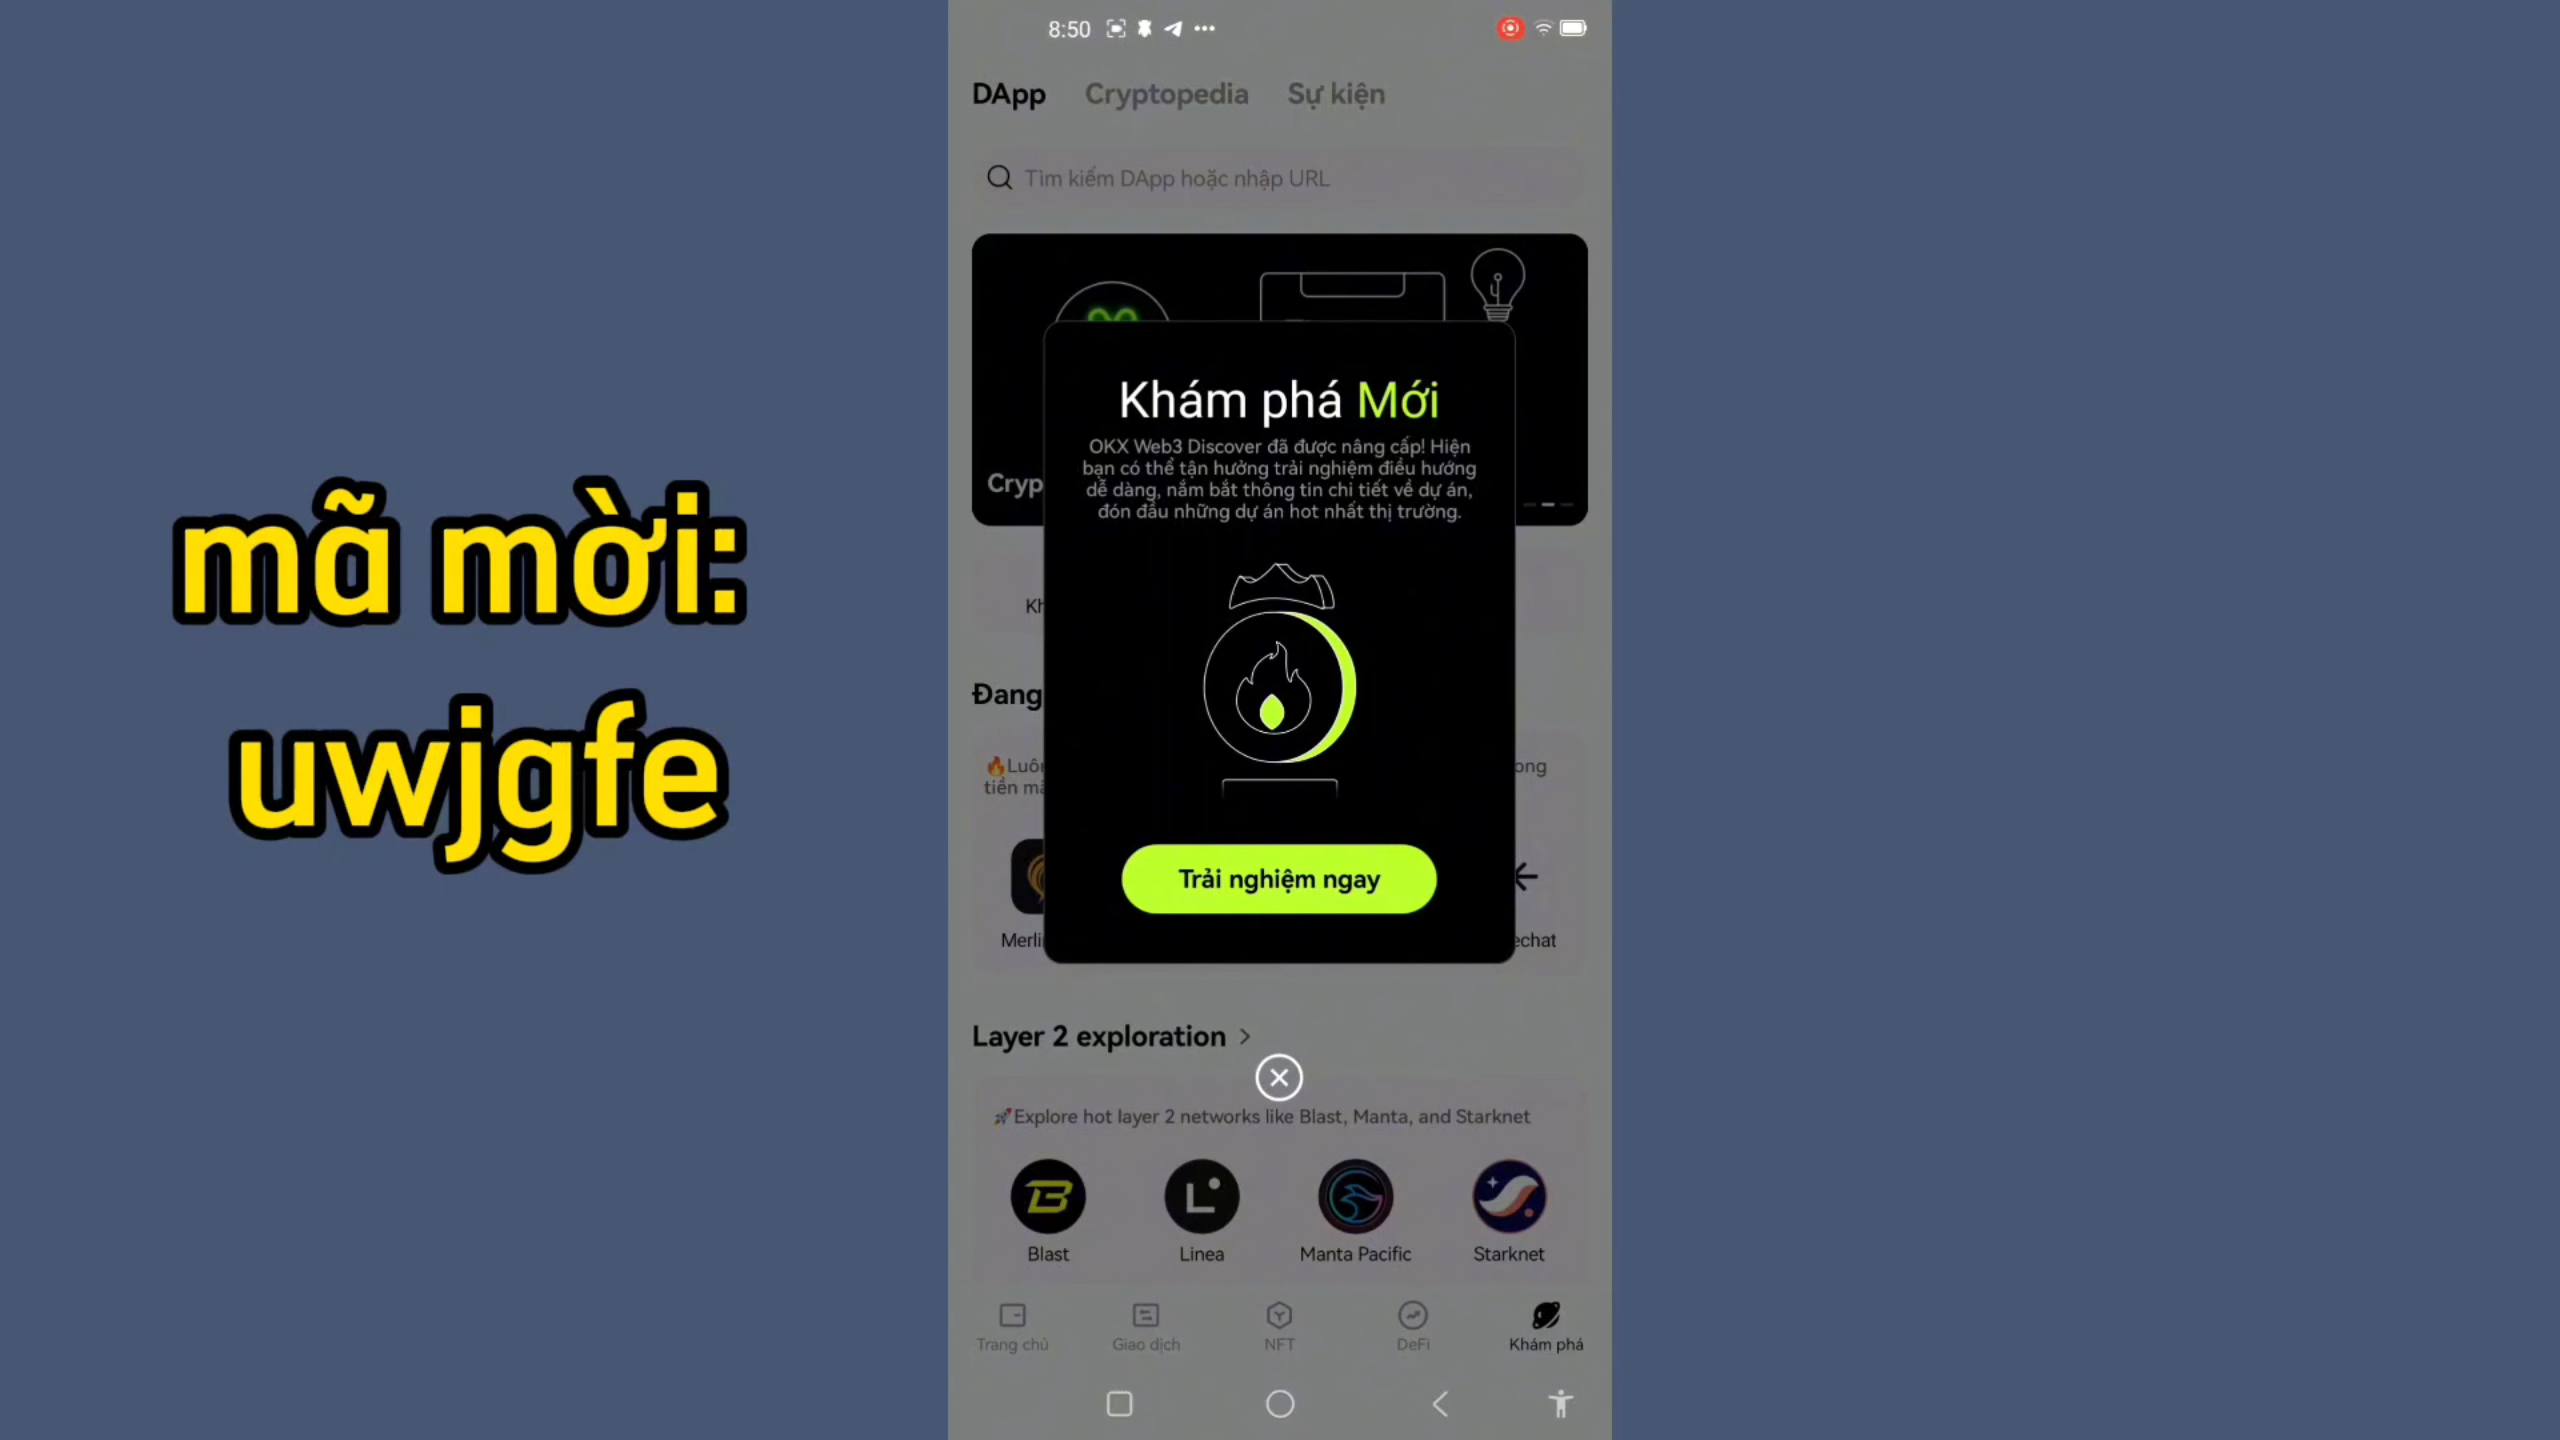 8:50
DApp Cryptopedia Sự kiện
Tìm kiếm DApp hoặc nhập URL
Khám phá Mới
OKX Web3 Discover đã được nâng cấp! Hiện
bạn có thể tận hưởng trải nghiệm điều hướng
dễ dàng, nắm bắt thông tin chi tiết về dự án,
đón đầu những dự án hot nhất thị trường.
Cryp
mã mời:
uwjgfe
Kh
Đang
🔥Luôn
ong
tiền mã
Trải nghiệm ngay
Merli
echat
Layer 2 exploration >
🚀Explore hot layer 2 networks like Blast, Manta, and Starknet
Blast Linea Manta Pacific Starknet
Trang chủ Giao dịch NFT DeFi Khám phá